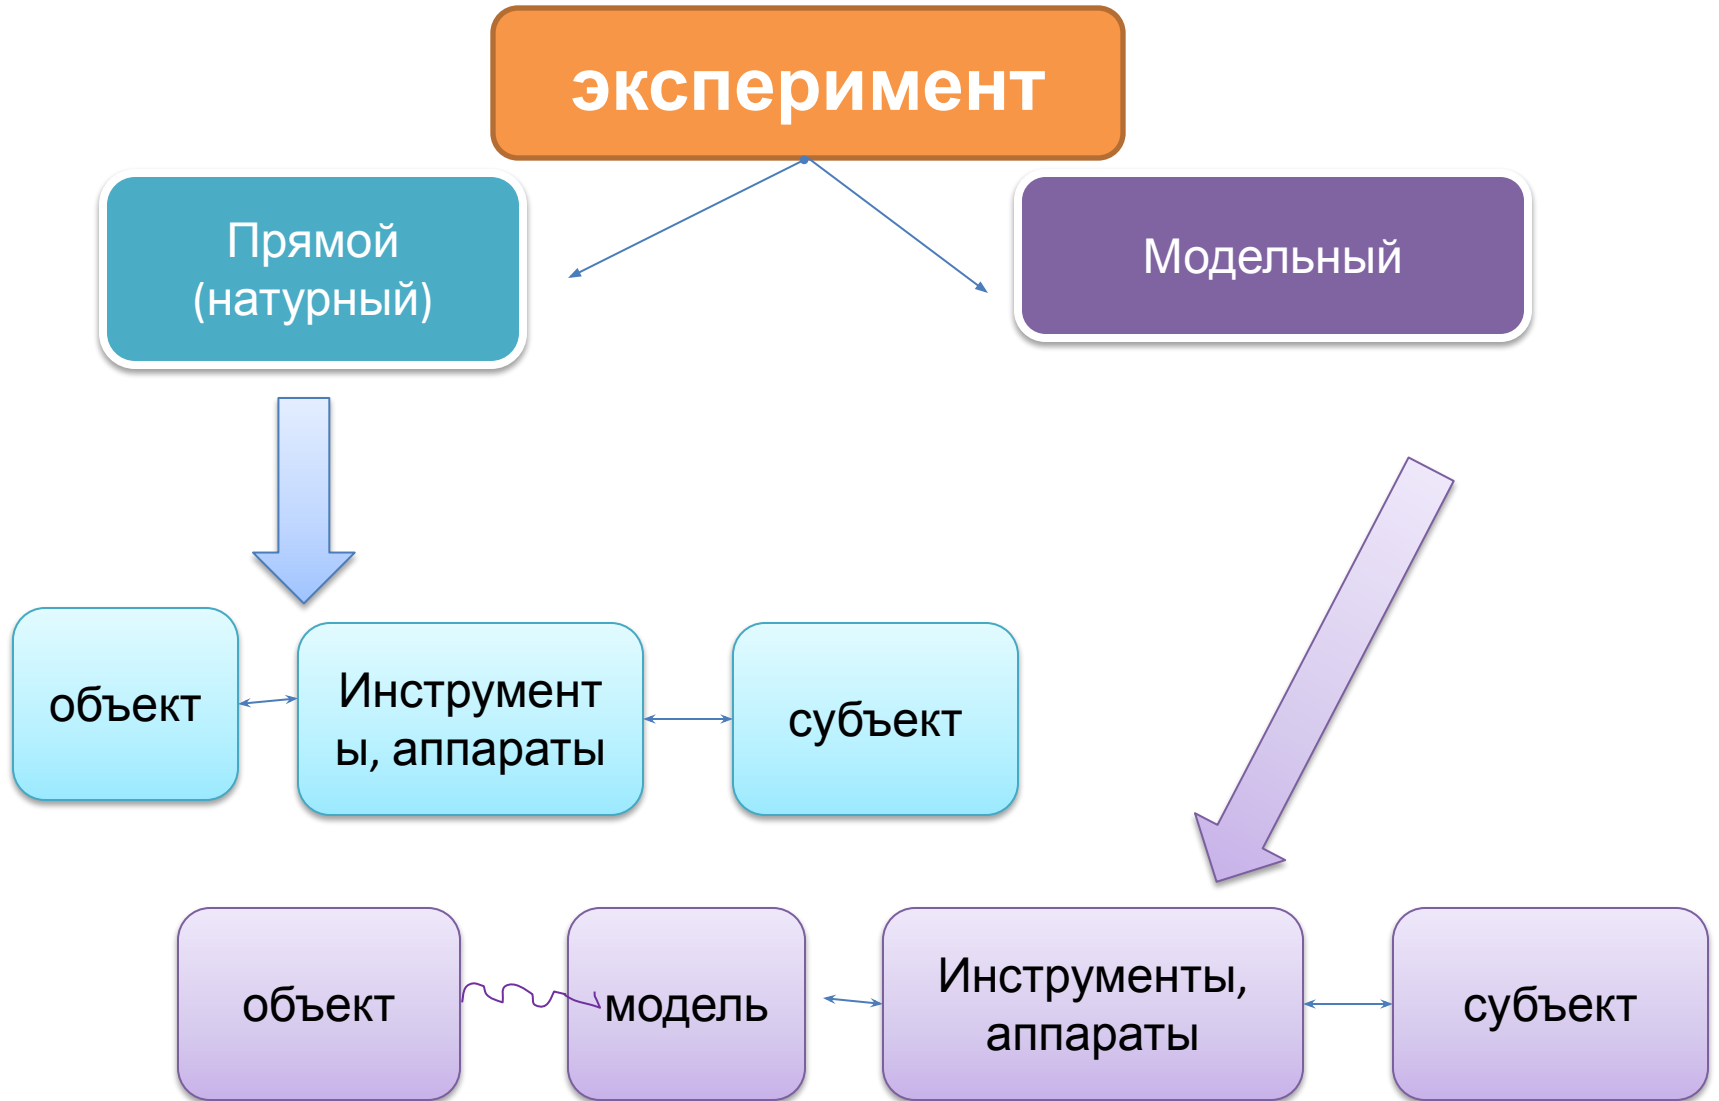 эксперимент
Прямой
(натурный)
Модельный
объект
Инструмент
ы, аппараты
субъект
объект
модель
Инструменты,
аппараты
субъект